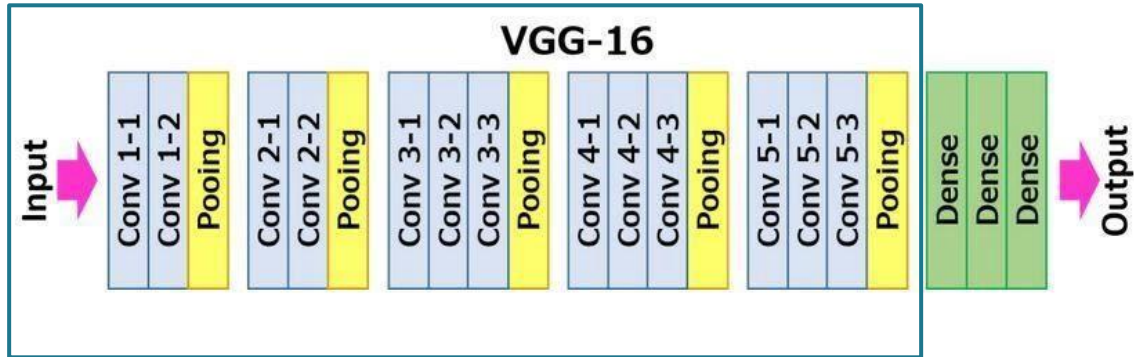 VGG-16
Input
Conv 1-1
Conv 1-2
Pooing
Conv 2-1
Conv 2-2
Pooing
Conv 3-1
Conv 3-2
Conv 3-3
Pooing
Conv 4-1
Conv 4-2
Conv 4-3
Pooing
Conv 5-1
Conv 5-2
Conv 5-3
Pooing
Dense
Dense
Dense
Output